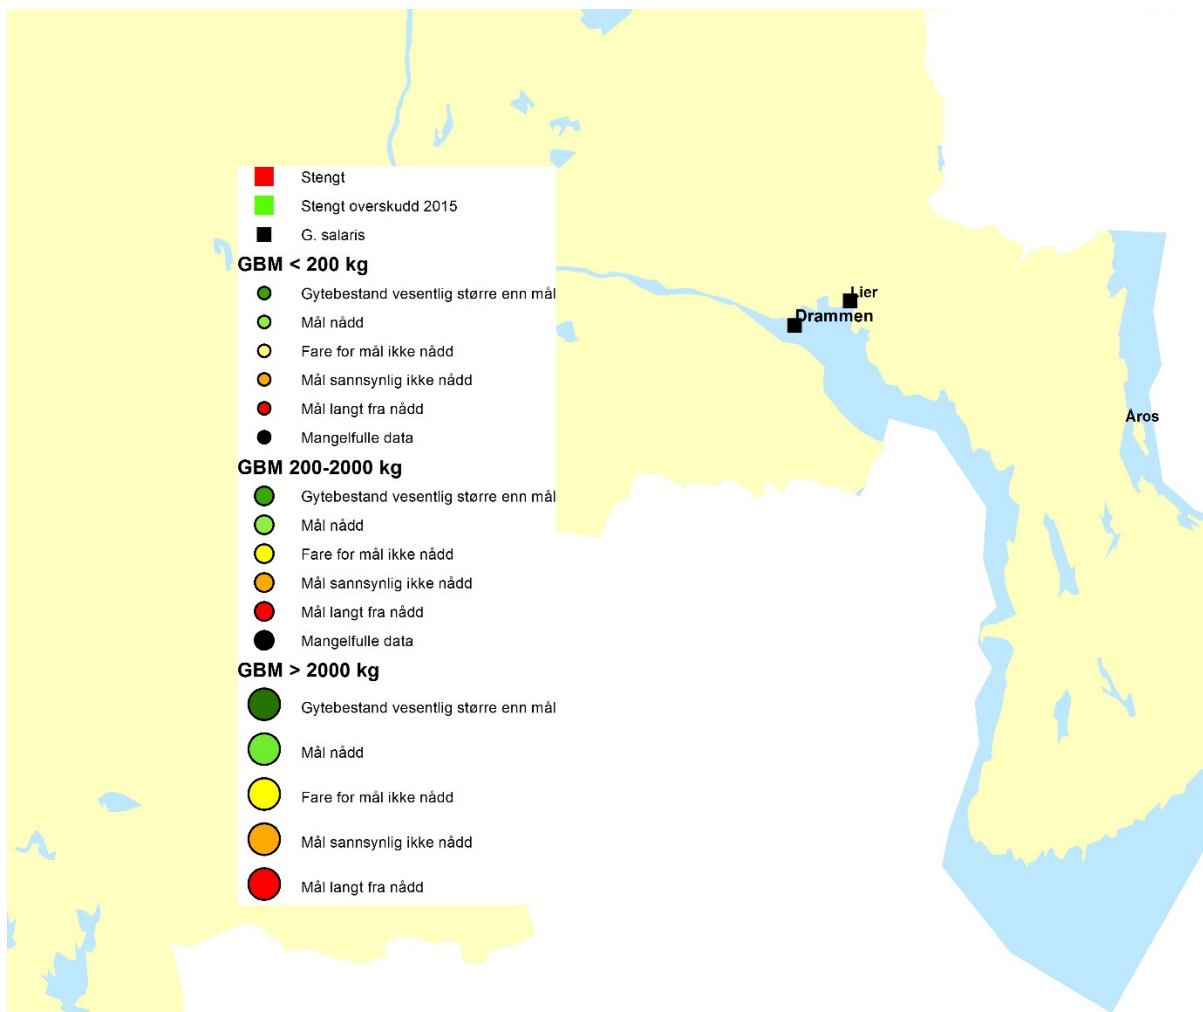 Stengt
Stengt overskudd 2015
G. salaris
GBM < 200 kg
Gytebestand vesentlig større enn mål
Mål nådd
Fare for mål ikke nådd
Mål sannsynlig ikke nådd
Mål langt fra nådd
Mangelfulle data
GBM 200-2000 kg
Gytebestand vesentlig større enn mål
Mål nådd
Fare for mål ikke nådd
Mål sannsynlig ikke nådd
Mål langt fra nådd
Mangelfulle data
GBM > 2000 kg
Gytebestand vesentlig større enn mål
Mål nådd
Fare for mål ikke nådd
Mål sannsynlig ikke nådd
Mål langt fra nådd
Lier
Drammen
Åros